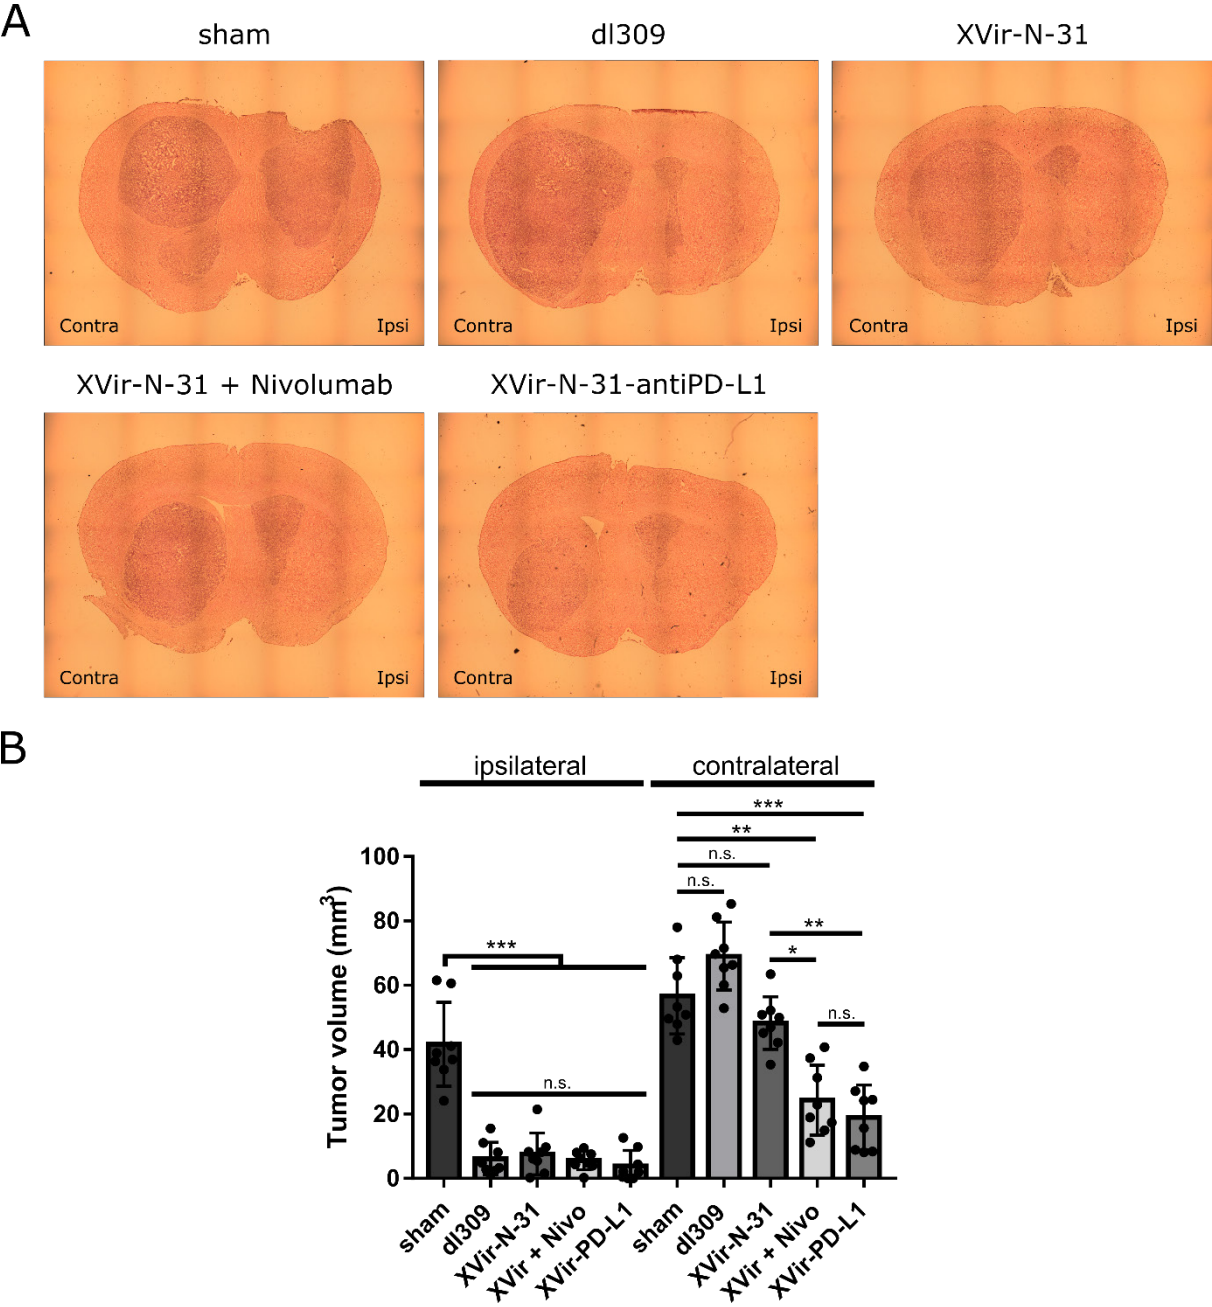 A
sham
dl309
XVir-N-31
Contra
Ipsi
Contra
Ipsi
Contra
Ipsi
XVir-N-31 + Nivolumab
XVir-N-31-antiPD-L1
Contra
Ipsi
Contra
Ipsi
B
ipsilateral
contralateral
***
**
n.s.
n.s.
***
**
*
n.s.
n.s.
Tumor volume (mm³)
100
80
60
40
20
0
sham
dl309
XVir-N-31
XVir + Nivo
XVir-PD-L1
sham
dl309
XVir-N-31
XVir + Nivo
XVir-PD-L1